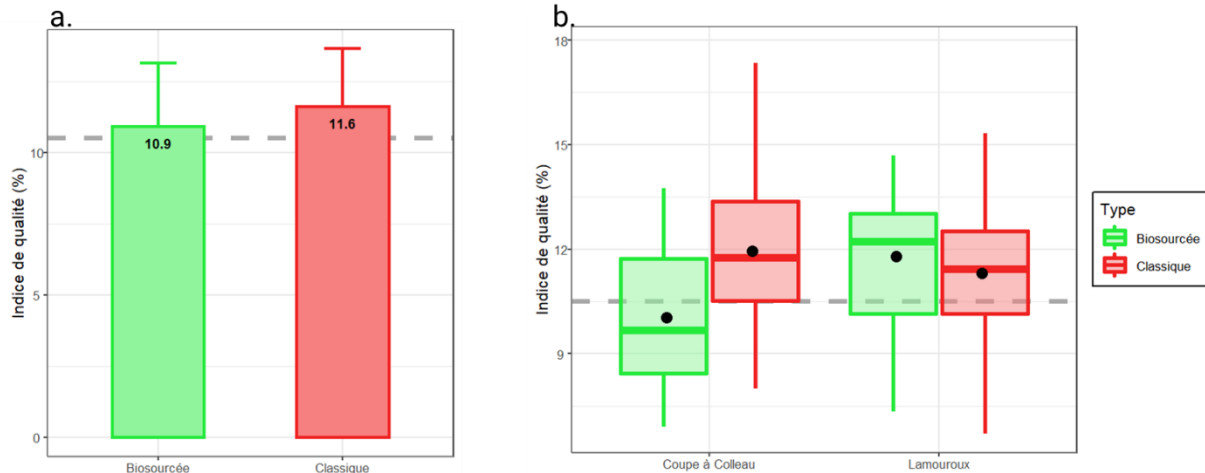 a.
Indice de qualité (%)
10
5
0
10.9
11.6
Biosourcée
Classique
b.
Indice de qualité (%)
18
15
12
9
Coupe à Colleau
Lamouroux
Type
Biosourcée
Classique